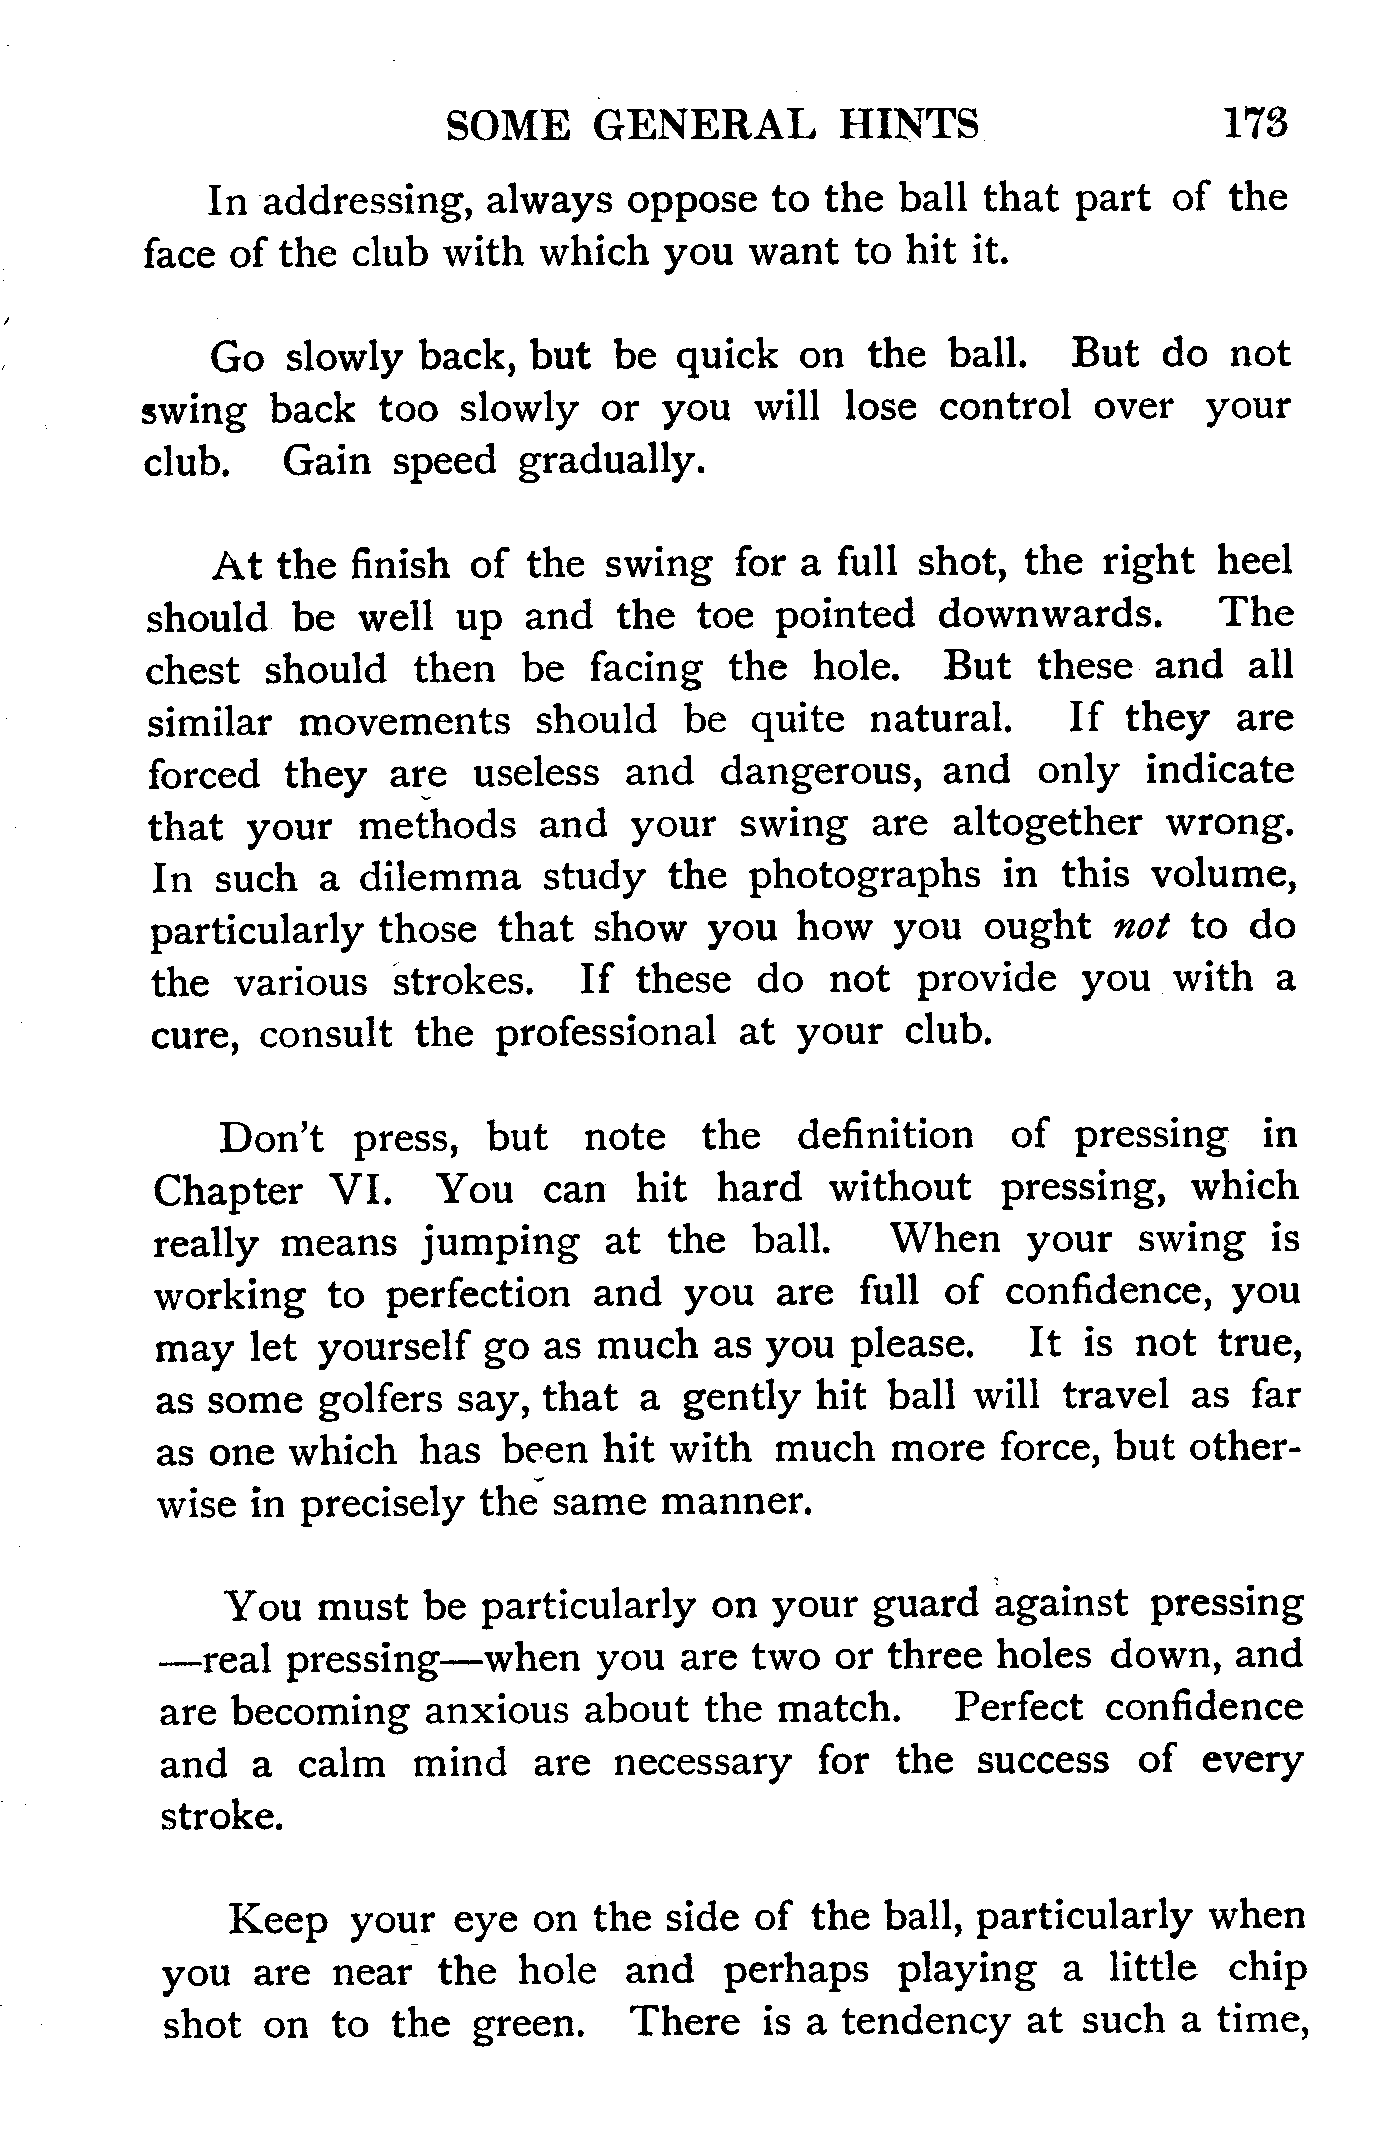 SOME GENERAL HINTS 173
In addressing, always oppose to the ball that part of the
face of the club with which you want to hit it.
Go slowly back, but be quick on the ball. But do not
swing back too slowly or you will lose control over your
club. Gain speed gradually.
At the finish of the swing for a full shot, the right heel
should be well up and the toe pointed downwards. The
chest should then be facing the hole. But these and all
similar movements should be quite natural. If they are
forced they are useless and dangerous, and only indicate
that your methods and your swing are altogether wrong.
In such a dilemma study the photographs in this volume,
particularly those that show you how you ought not to do
the various strokes. If these do not provide you with a
cure, consult the professional at your club.
Don't press, but note the definition of pressing in
Chapter VI. You can hit hard without pressing, which
really means jumping at the ball. When your swing is
working to perfection and you are full of confidence, you
may let yourself go as much as you please. It is not true,
as some golfers say, that a gently hit ball will travel as far
as one which has been hit with much more force, but other-
wise in precisely the same manner.
You must be particularly on your guard against pressing
—real pressing—when you are two or three holes down, and
are becoming anxious about the match. Perfect confidence
and a calm mind are necessary for the success of every
stroke.
Keep your eye on the side of the ball, particularly when
you are near the hole and perhaps playing a little chip
shot on to the green. There is a tendency at such a time,